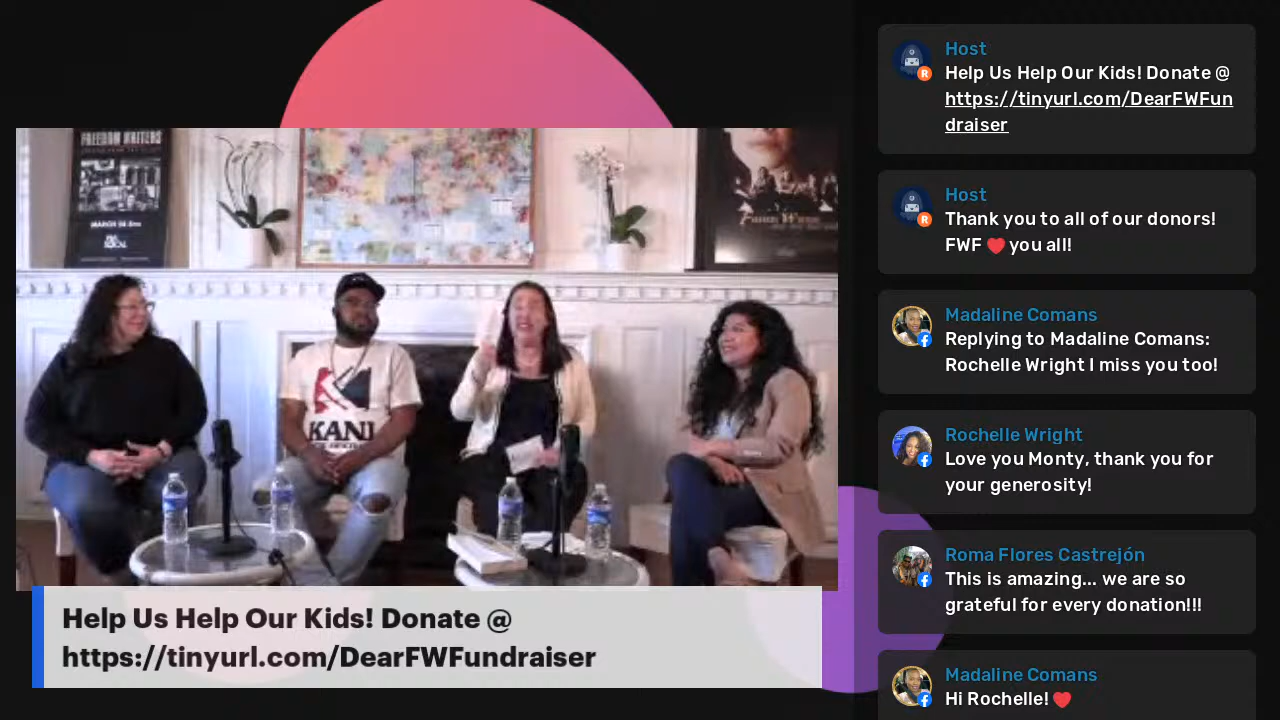 FREEDOM WRITERS
MARCH 28 8PM
KANI
Help Us Help Our Kids! Donate @
https://tinyurl.com/DearFWFundraiser
Host
Help Us Help Our Kids! Donate @
https://tinyurl.com/DearFWFun
draiser
Host
Thank you to all of our donors!
FWF ❤️ you all!
Madaline Comans
Replying to Madaline Comans:
Rochelle Wright I miss you too!
Rochelle Wright
Love you Monty, thank you for
your generosity!
Roma Flores Castrejón
This is amazing... we are so
grateful for every donation!!!
Madaline Comans
Hi Rochelle! ❤️